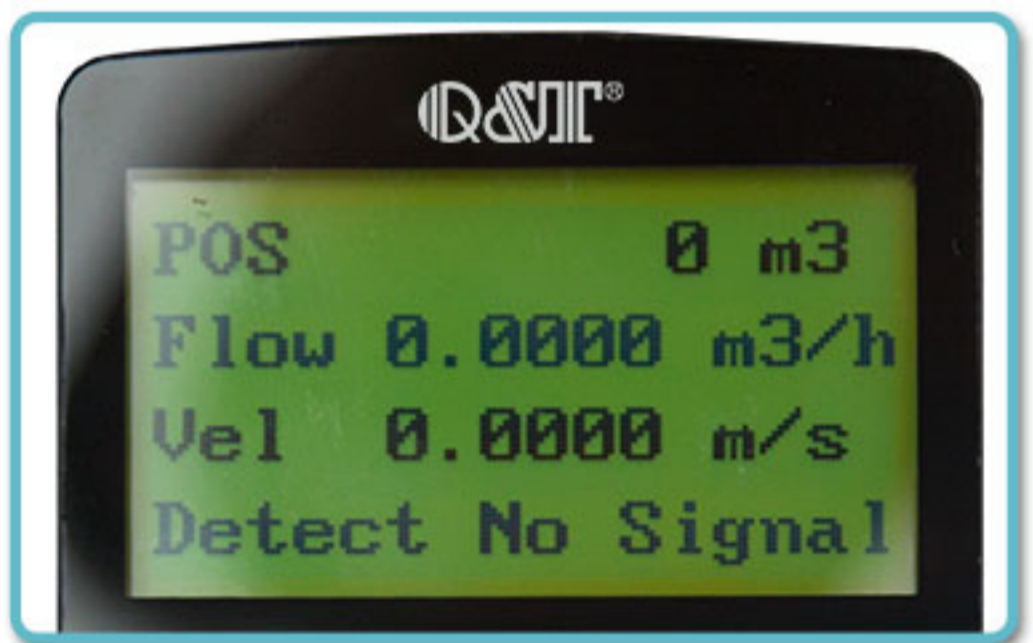 Q&T®
POS 0 m3
Flow 0.0000 m3/h
Vel 0.0000 m/s
Detect No Signal